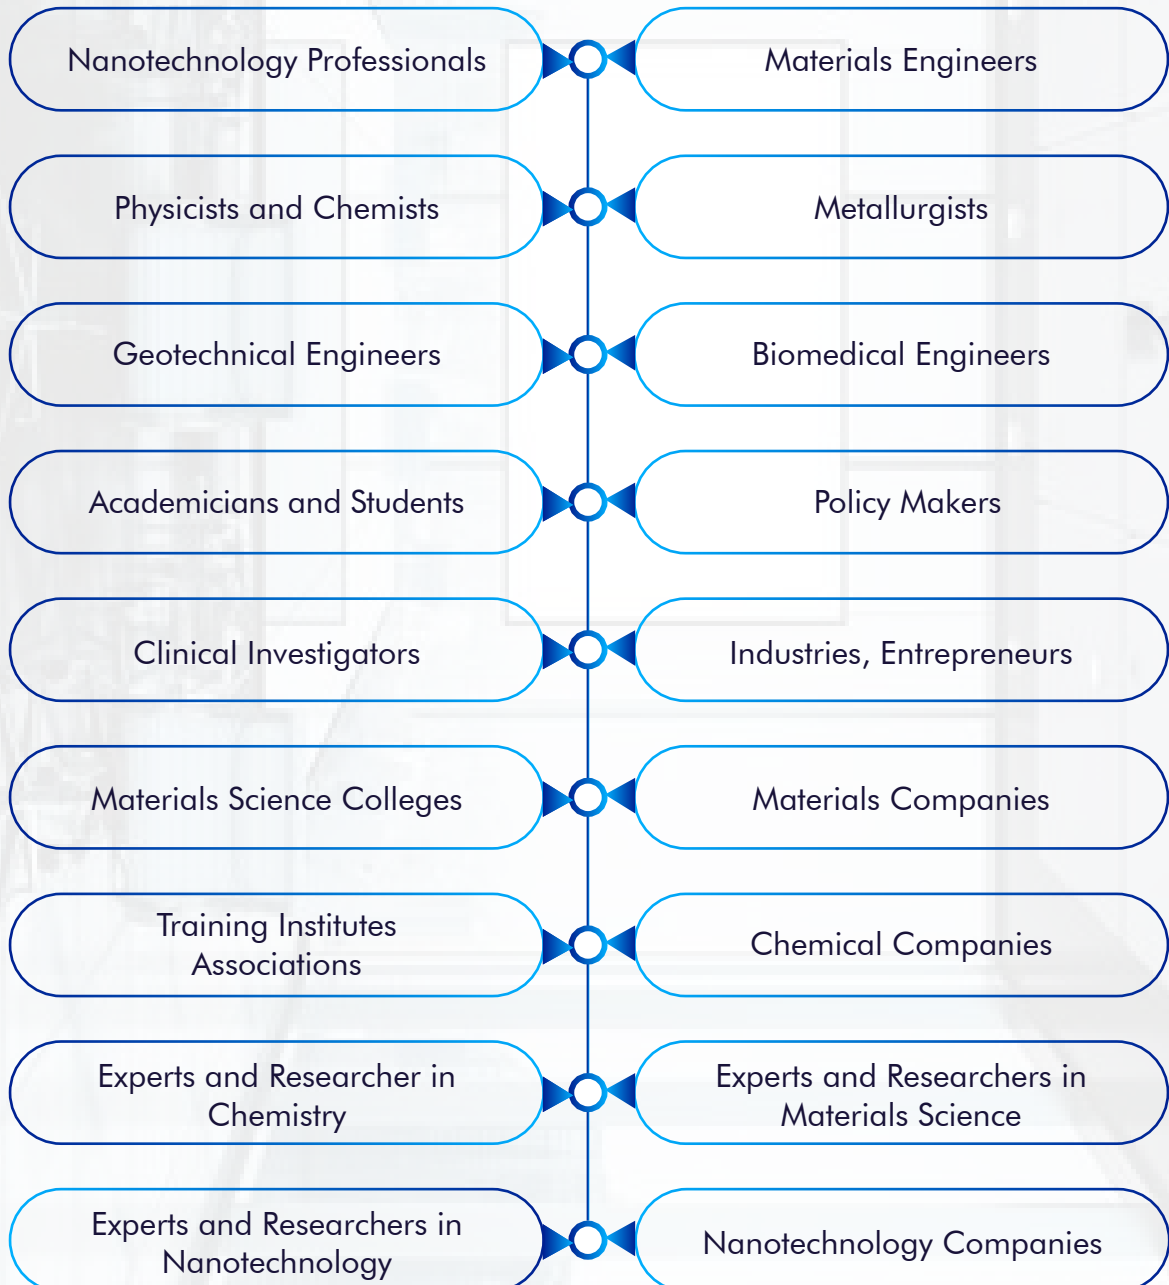 Nanotechnology Professionals
Materials Engineers
Physicists and Chemists
Metallurgists
Geotechnical Engineers
Biomedical Engineers
Academicians and Students
Policy Makers
Clinical Investigators
Industries, Entrepreneurs
Materials Science Colleges
Materials Companies
Training Institutes
Associations
Chemical Companies
Experts and Researcher in
Chemistry
Experts and Researchers in
Materials Science
Experts and Researchers in
Nanotechnology
Nanotechnology Companies